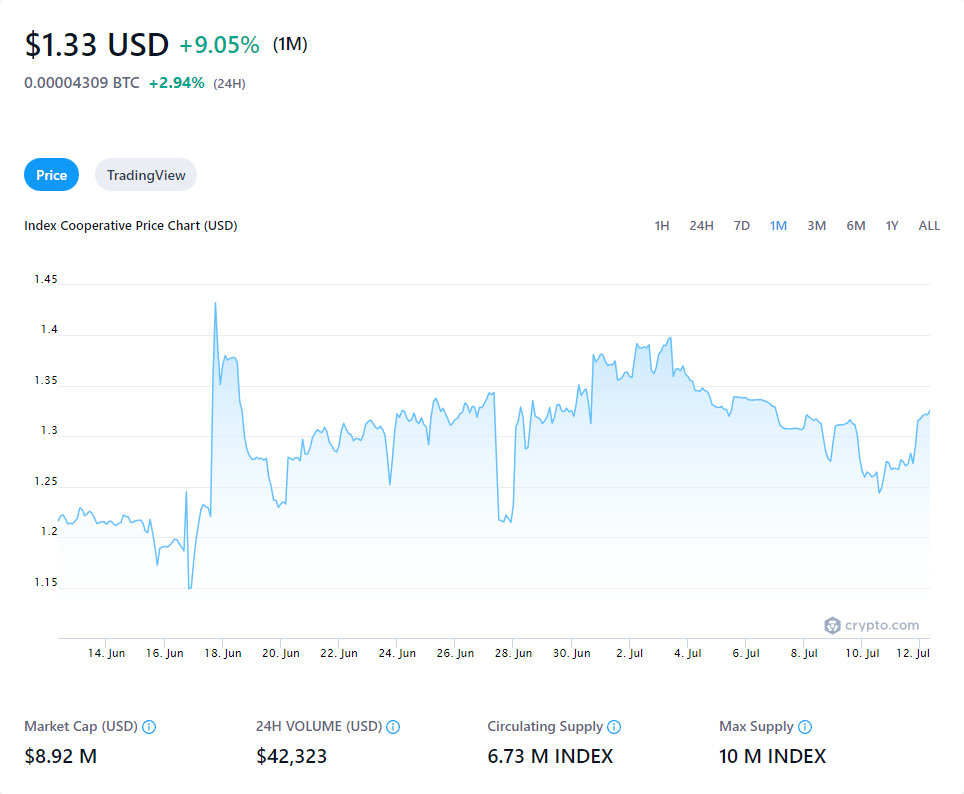 $1.33 USD +9.05% (1M)
0.00004309 BTC +2.94% (24H)
Price TradingView
Index Cooperative Price Chart (USD) 1H 24H 7D 1M 3M 6M 1Y ALL
1.45
1.4
1.35
1.3
1.25
1.2
1.15
crypto.com
14. Jun 16. Jun 18. Jun 20. Jun 22. Jun 24. Jun 26. Jun 28. Jun 30. Jun 2. Jul 4. Jul 6. Jul 8. Jul 10. Jul 12. Jul
Market Cap (USD) 24H VOLUME (USD) Circulating Supply Max Supply
$8.92 M $42,323 6.73 M INDEX 10 M INDEX